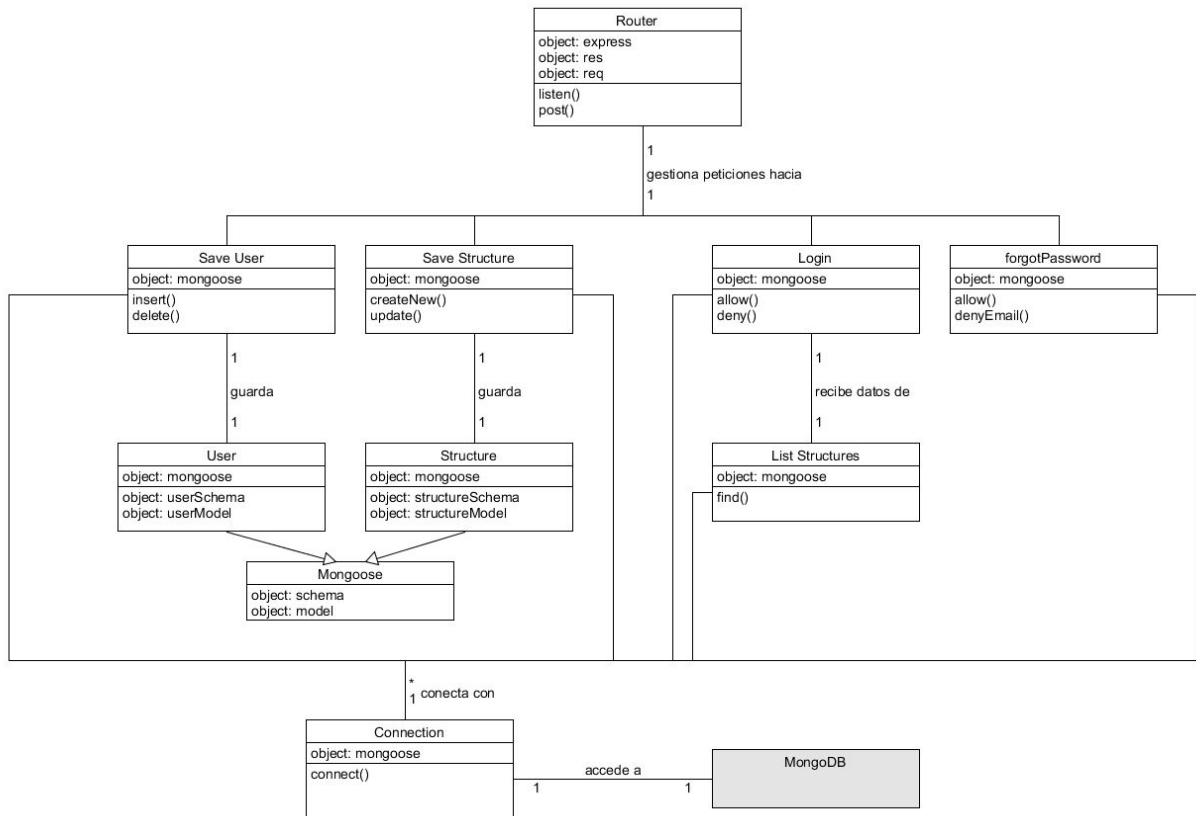 Router
object: express
object: res
object: req
listen()
post()
1
gestiona peticiones hacia
1
Save User
object: mongoose
insert()
delete()
Save Structure
object: mongoose
createNew()
update()
Login
object: mongoose
allow()
deny()
forgotPassword
object: mongoose
allow()
denyEmail()
1
guarda
1
1
guarda
1
1
recibe datos de
1
User
object: mongoose
object: userSchema
object: userModel
Structure
object: mongoose
object: structureSchema
object: structureModel
List Structures
object: mongoose
find()
Mongoose
object: schema
object: model
*
1
conecta con
Connection
object: mongoose
connect()
accede a
1
1
MongoDB